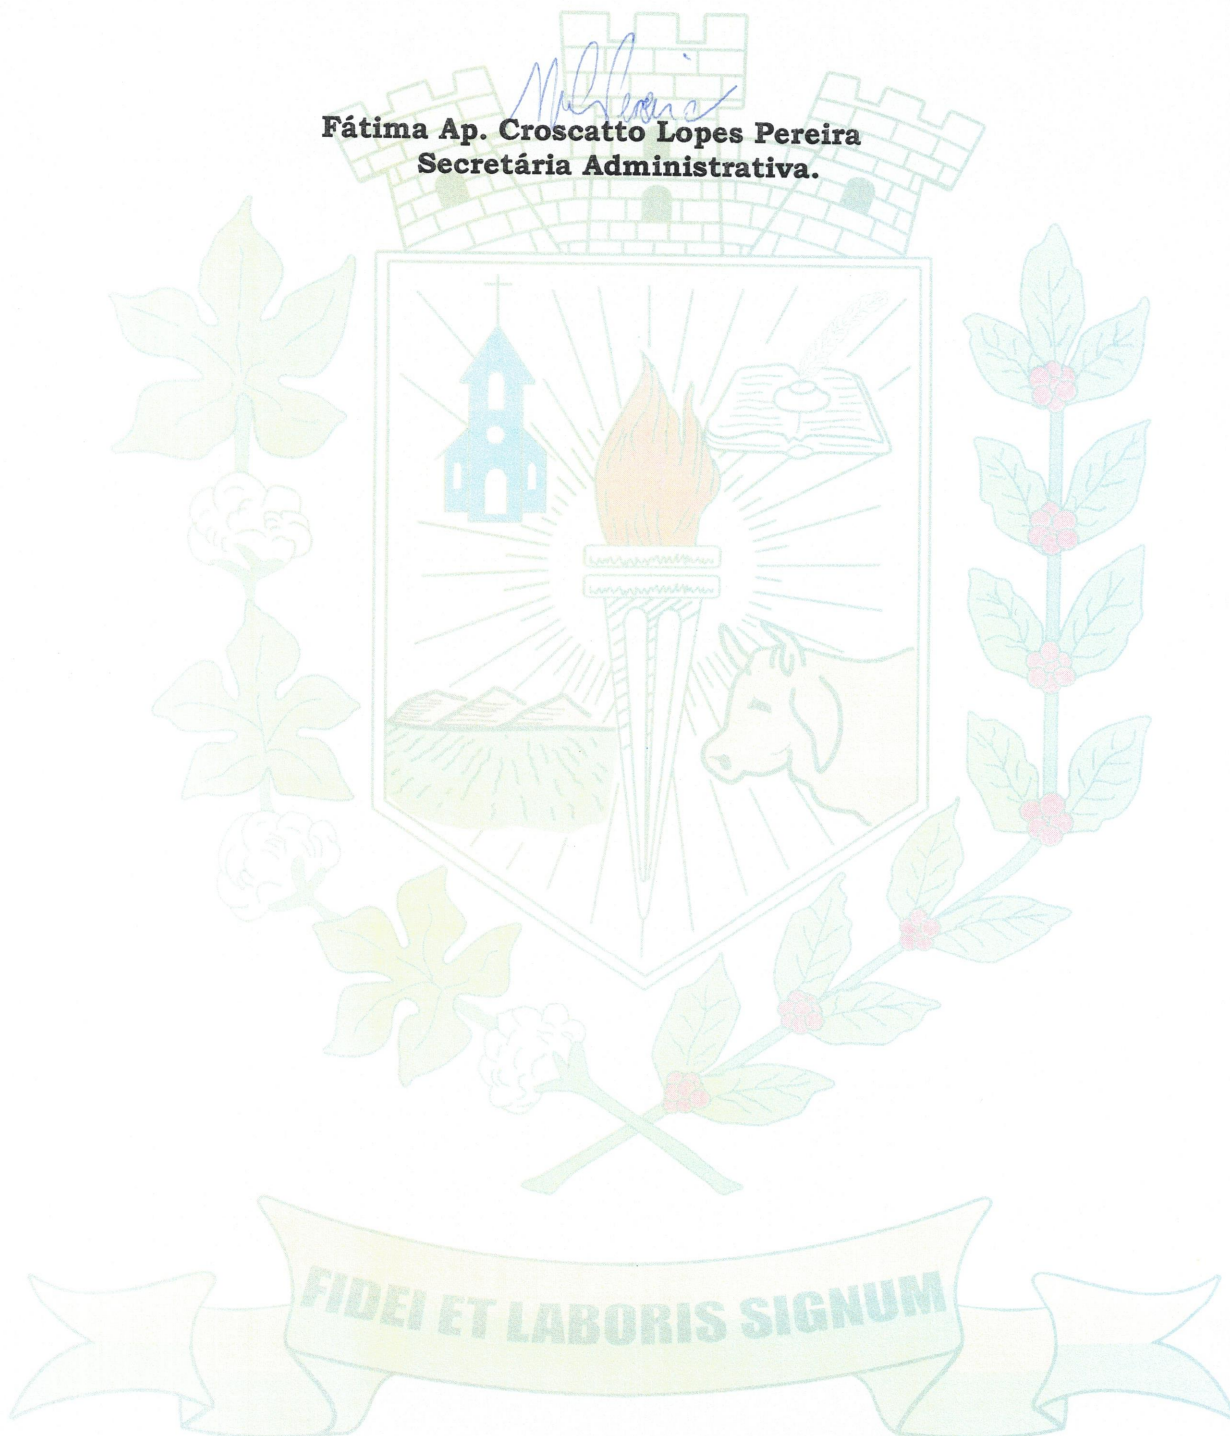 Fátima Ap. Croscatto Lopes Pereira
Secretária Administrativa.
FIDEI ET LABORIS SIGNUM